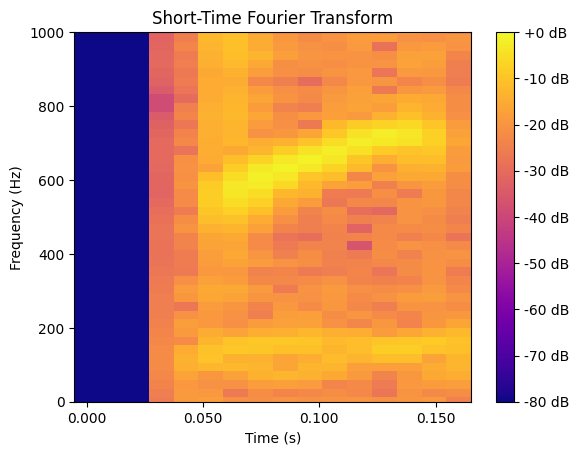 Short-Time Fourier Transform
Frequency (Hz)
1000
800
600
400
200
0
0.000
0.050
0.100
0.150
Time (s)
+0 dB
-10 dB
-20 dB
-30 dB
-40 dB
-50 dB
-60 dB
-70 dB
-80 dB